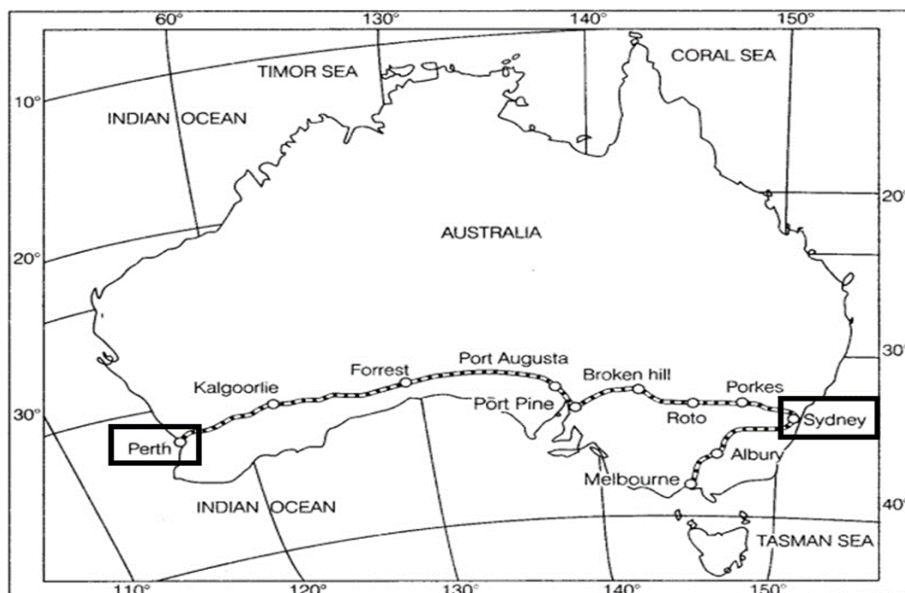 60° 130° 140° 150°
CORAL SEA
TIMOR SEA
10°
INDIAN OCEAN
20°
AUSTRALIA
20°
30°
Port Augusta
Forrest
Broken hill
Kalgoorlie
Porkes
Pōrt Pine
30°
Roto
Sydney
Perth
Albury
Melbourne
INDIAN OCEAN
40°
TASMAN SEA
110° 120° 130° 140° 150°